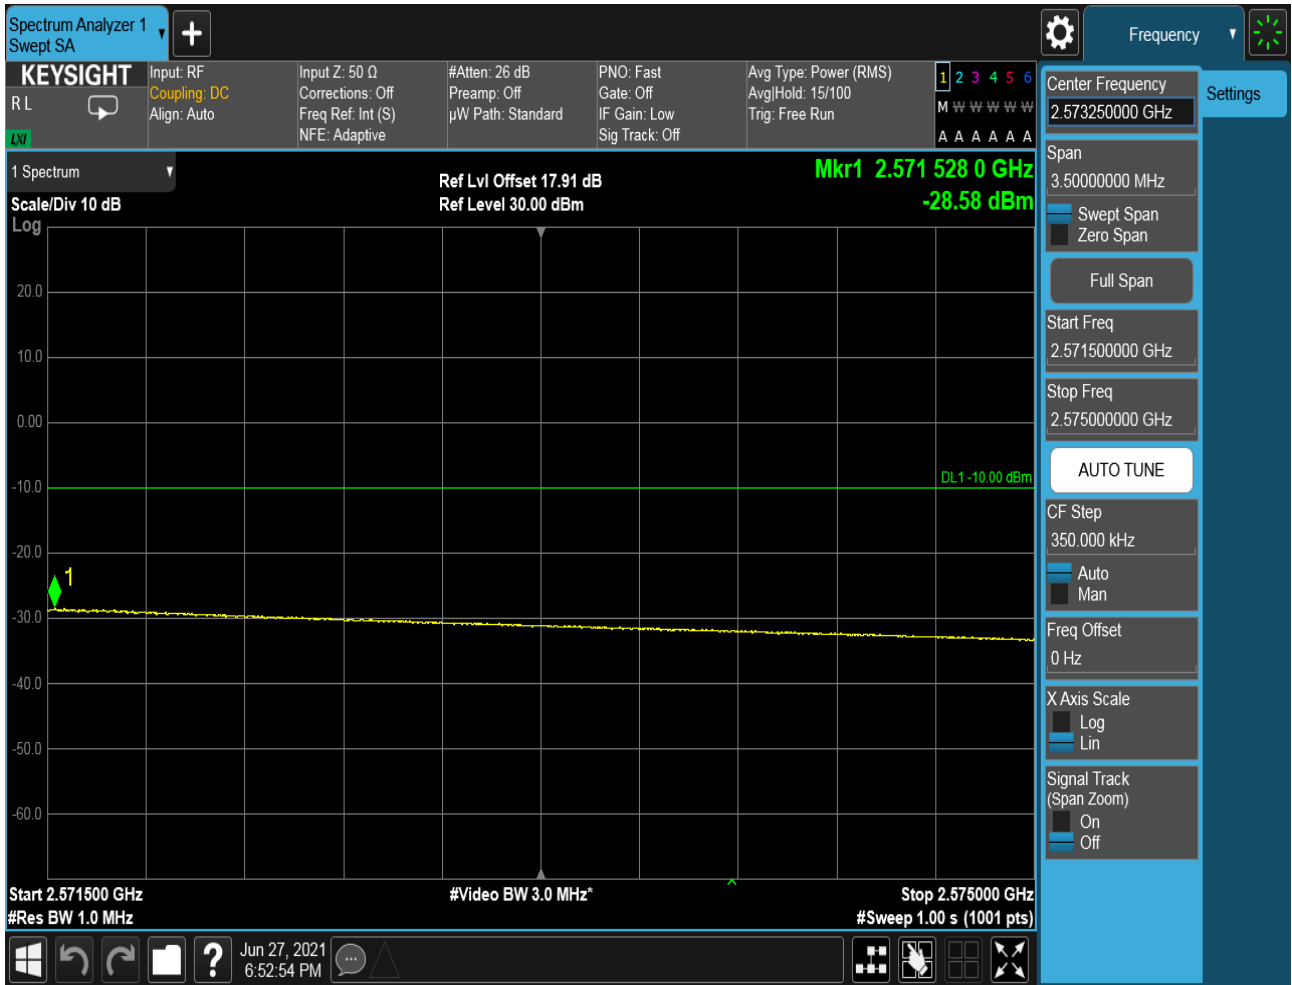 Spectrum Analyzer 1
Swept SA
Frequency
KEYSIGHT
R L
LXI
Input: RF
Coupling: DC
Align: Auto
Input Z: 50 Ω
Corrections: Off
Freq Ref: Int (S)
NFE: Adaptive
#Atten: 26 dB
Preamp: Off
µW Path: Standard
PNO: Fast
Gate: Off
IF Gain: Low
Sig Track: Off
Avg Type: Power (RMS)
Avg|Hold: 15/100
Trig: Free Run
1 2 3 4 5 6
M W W W W W
A A A A A A
1 Spectrum
Scale/Div 10 dB
Log
Ref Lvl Offset 17.91 dB
Ref Level 30.00 dBm
Mkr1 2.571 528 0 GHz
-28.58 dBm
20.0
10.0
0.00
-10.0
-20.0
-30.0
-40.0
-50.0
-60.0
DL1 -10.00 dBm
1
Start 2.571500 GHz
#Res BW 1.0 MHz
#Video BW 3.0 MHz*
Stop 2.575000 GHz
#Sweep 1.00 s (1001 pts)
Jun 27, 2021
6:52:54 PM
?
Center Frequency
2.573250000 GHz
Settings
Span
3.50000000 MHz
Swept Span
Zero Span
Full Span
Start Freq
2.571500000 GHz
Stop Freq
2.575000000 GHz
AUTO TUNE
CF Step
350.000 kHz
Auto
Man
Freq Offset
0 Hz
X Axis Scale
Log
Lin
Signal Track
(Span Zoom)
On
Off